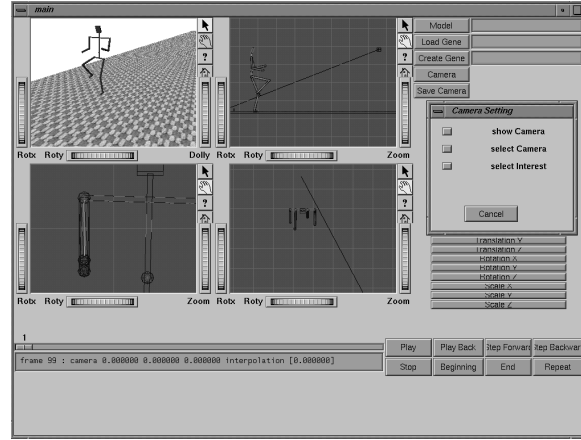 main
?
?
Rotx Roty Dolly
Rotx Roty Zoom
?
?
Rotx Roty Zoom
Rotx Roty Zoom
Model
Load Gene
Create Gene
Camera
Save Camera
Camera Setting
show Camera
select Camera
select Interest
Cancel
Translation Y
Translation Z
Rotation X
Rotation Y
Rotation Z
Scale X
Scale Y
Scale Z
1
frame 99 : camera 0.000000 0.000000 0.000000 interpolation [0.000000]
Play Play Back Step Forward Step Backwar
Stop Beginning End Repeat